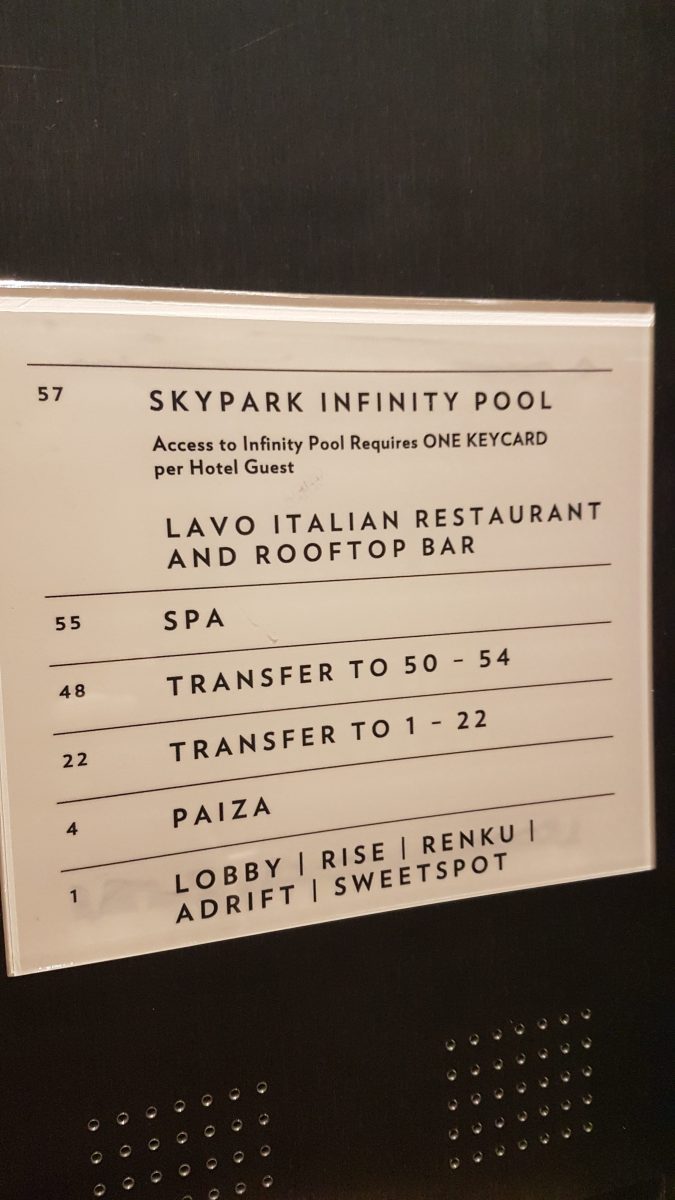 57 SKYPARK INFINITY POOL
Access to Infinity Pool Requires ONE KEYCARD
per Hotel Guest
LAVO ITALIAN RESTAURANT
AND ROOFTOP BAR
55 SPA
48 TRANSFER TO 50 - 54
22 TRANSFER TO 1 - 22
4 PAIZA
1 LOBBY | RISE | RENKU |
ADRIFT | SWEETSPOT